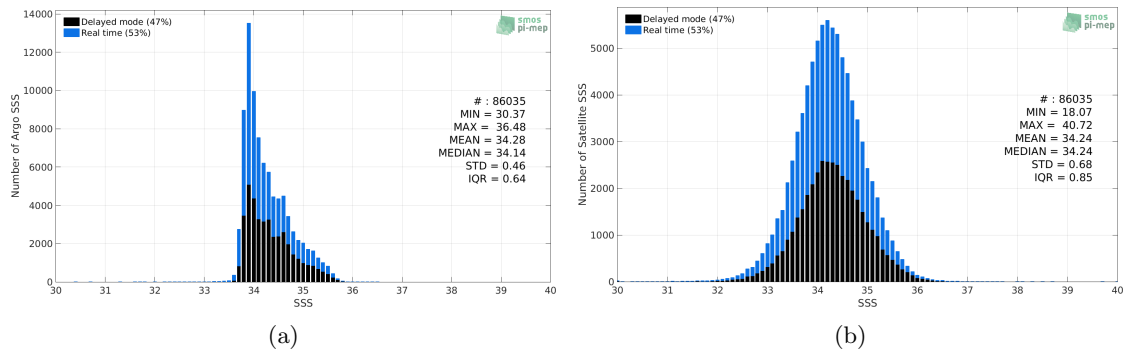 Delayed mode (47%)
Real time (53%)
smos
pi-mep
# : 86035
MIN = 30.37
MAX = 36.48
MEAN = 34.28
MEDIAN = 34.14
STD = 0.46
IQR = 0.64
Number of Argo SSS
14000
12000
10000
8000
6000
4000
2000
0
30 32 34 35 36 37 38 39 40
SSS
(a)
Delayed mode (47%)
Real time (53%)
smos
pi-mep
# : 86035
MIN = 18.07
MAX = 40.72
MEAN = 34.24
MEDIAN = 34.24
STD = 0.68
IQR = 0.85
Number of Satellite SSS
5000
4000
3000
2000
1000
0
30 31 32 33 34 35 36 37 38 39 40
SSS
(b)